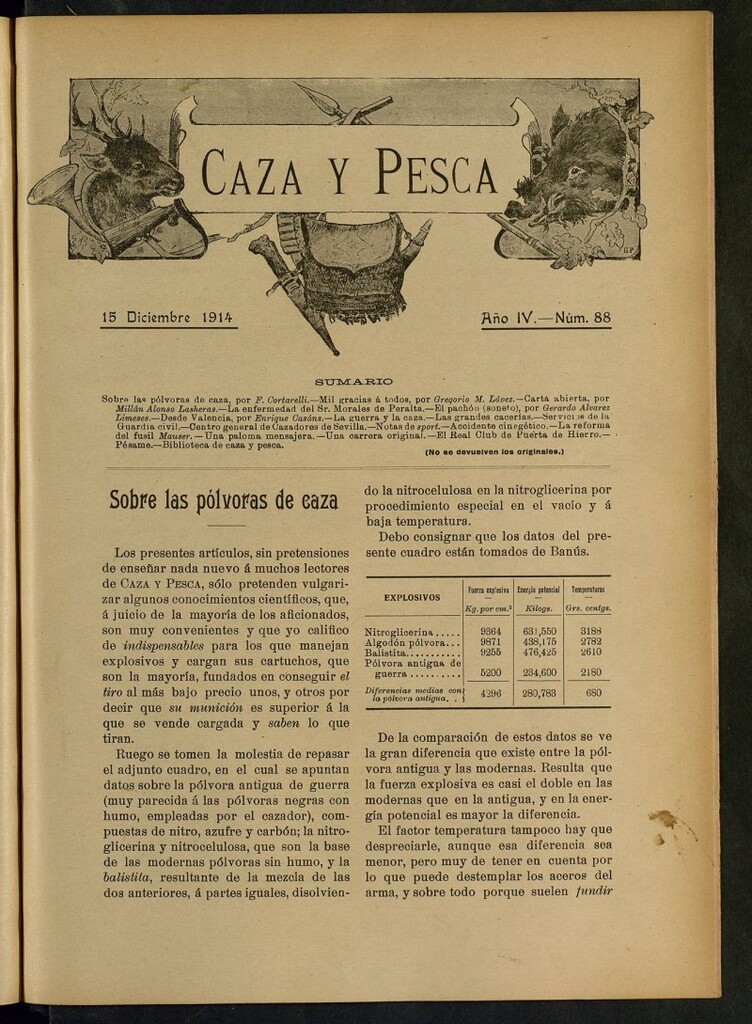 CAZA Y PESCA
15 Diciembre 1914
Año IV.—Núm. 88
SUMARIO
Sobre las pólvoras de caza, por F. Cortarelli.—Mil gracias á todos, por Gregorio M. López.—Carta abierta, por
Millán Alonso Lasheras.—La enfermedad del Sr. Morales de Peralta.—El pachón (soneto), por Gerardo Alvarez
Limeses.—Desde Valencia, por Enrique Casáns.—La guerra y la caza.—Las grandes cacerías.—Servicios de la
Guardia civil.—Centro general de Cazadores de Sevilla.—Notas de sport.—Accidente cinegético.—La reforma
del fusil Mauser.—Una paloma mensajera.—Una carrera original.—El Real Club de Puerta de Hierro.—
Pésame.—Biblioteca de caza y pesca.
(No se devuelven los originales.)
Sobre las pólvoras de caza
Los presentes artículos, sin pretensiones
de enseñar nada nuevo á muchos lectores
de CAZA Y PESCA, sólo pretenden vulgari-
zar algunos conocimientos científicos, que,
á juicio de la mayoría de los aficionados,
son muy convenientes y que yo califico
de indispensables para los que manejan
explosivos y cargan sus cartuchos, que
son la mayoría, fundados en conseguir el
tiro al más bajo precio unos, y otros por
decir que su munición es superior á la
que se vende cargada y saben lo que
tiran.
Ruego se tomen la molestia de repasar
el adjunto cuadro, en el cual se apuntan
datos sobre la pólvora antigua de guerra
(muy parecida á las pólvoras negras con
humo, empleadas por el cazador), com-
puestas de nitro, azufre y carbón; la nitro-
glicerina y nitrocelulosa, que son la base
de las modernas pólvoras sin humo, y la
balistita, resultante de la mezcla de las
dos anteriores, á partes iguales, disolvien-
do la nitrocelulosa en la nitroglicerina por
procedimiento especial en el vacío y á
baja temperatura.
Debo consignar que los datos del pre-
sente cuadro están tomados de Banús.
EXPLOSIVOS Fuerza explosiva Energía potencial Temperaturas
Kg. por cm.² Kilogs. Grs. centgs.
Nitroglicerina..... 9364 631,550 3188
Algodón pólvora... 9871 438,175 2782
Balistita.......... 9255 476,425 2610
Pólvora antigua de
guerra .......... 5200 234,600 2180
Diferencias medias con
la pólvora antigua. . } 4296 280,783 680
De la comparación de estos datos se ve
la gran diferencia que existe entre la pól-
vora antigua y las modernas. Resulta que
la fuerza explosiva es casi el doble en las
modernas que en la antigua, y en la ener-
gía potencial es mayor la diferencia.
El factor temperatura tampoco hay que
despreciarle, aunque esa diferencia sea
menor, pero muy de tener en cuenta por
lo que puede destemplar los aceros del
arma, y sobre todo porque suelen fundir